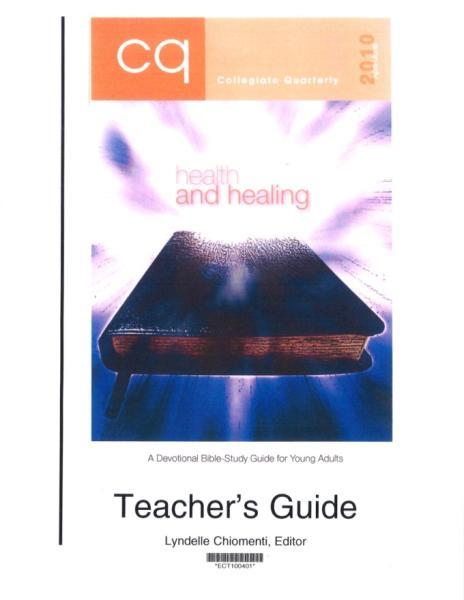 cq
Collegiate Quarterly
2010
health
and healing
A Devotional Bible-Study Guide for Young Adults
Teacher's Guide
Lyndelle Chiomenti, Editor
*ECT100401*